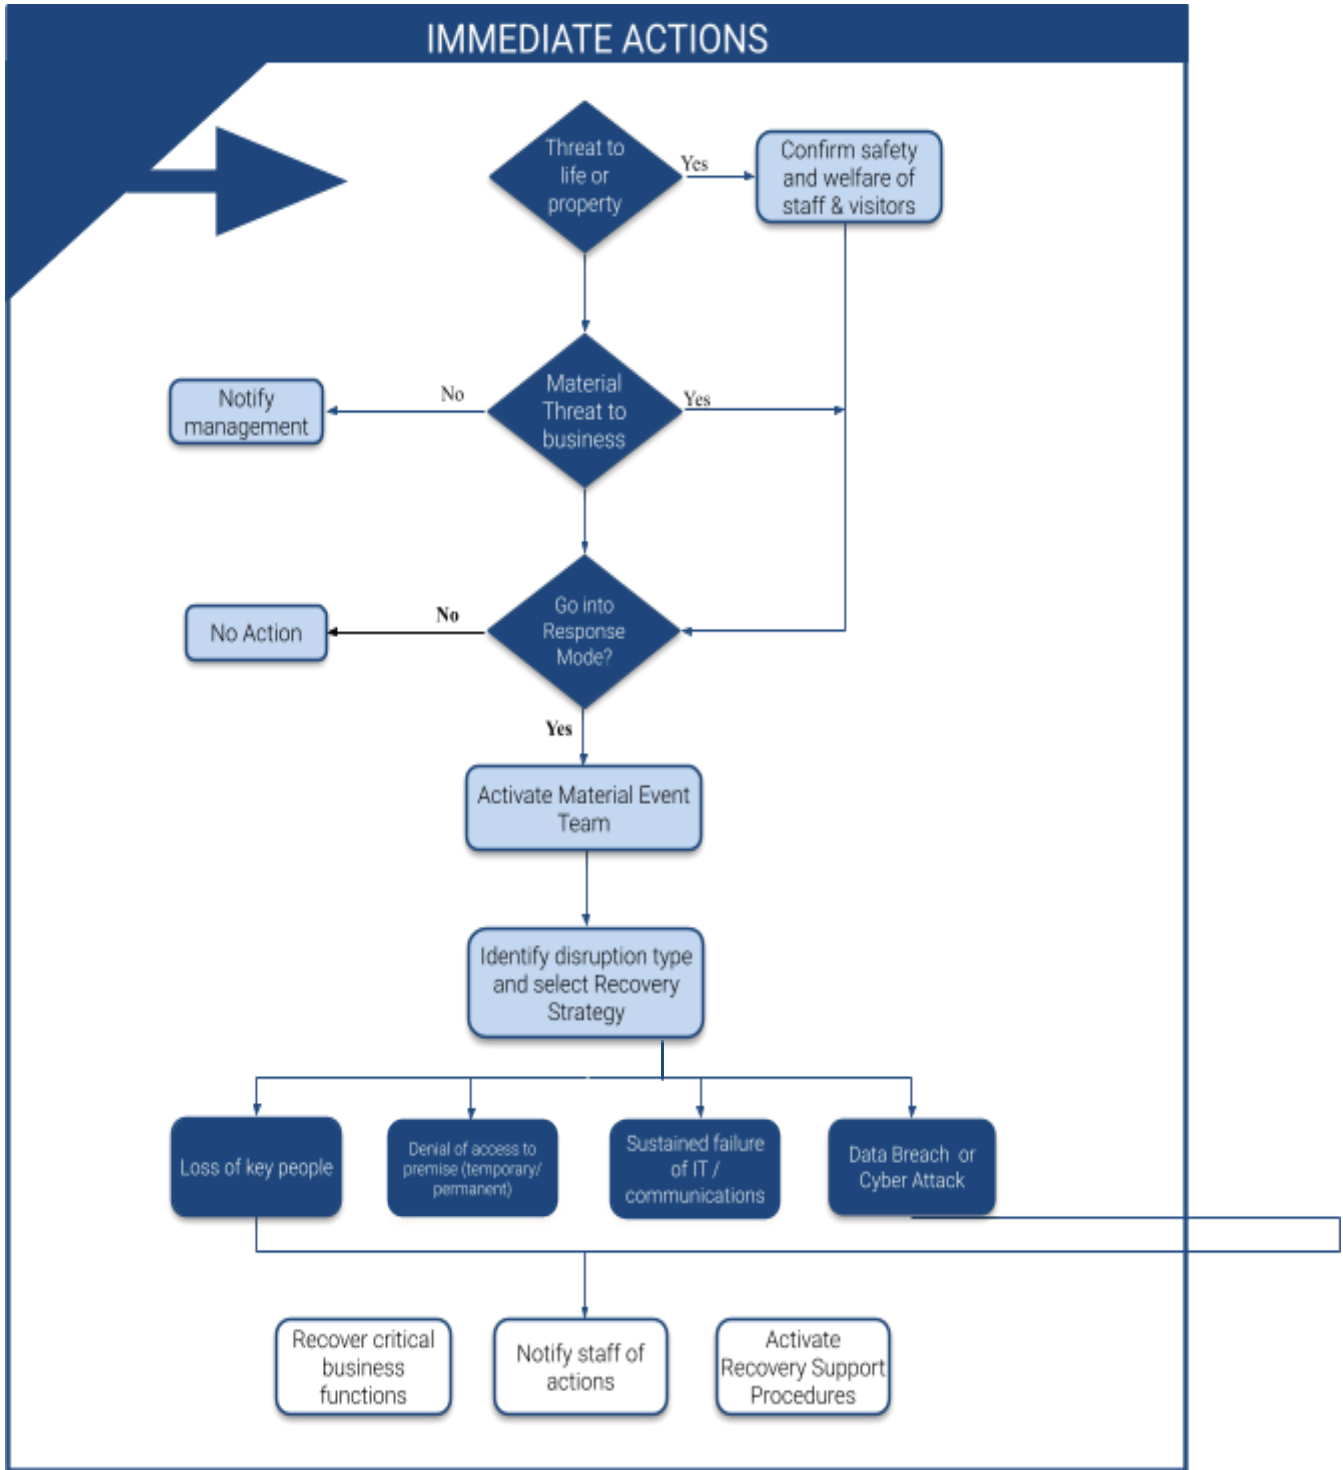 IMMEDIATE ACTIONS
Threat to
life or
property
Yes
Confirm safety
and welfare of
staff & visitors
Notify
management
No
Material
Threat to
business
Yes
No Action
No
Go into
Response
Mode?
Yes
Activate Material Event
Team
Identify disruption type
and select Recovery
Strategy
Loss of key people
Denial of access to
premise (temporary/
permanent)
Sustained failure
of IT /
communications
Data Breach or
Cyber Attack
Recover critical
business
functions
Notify staff of
actions
Activate
Recovery Support
Procedures